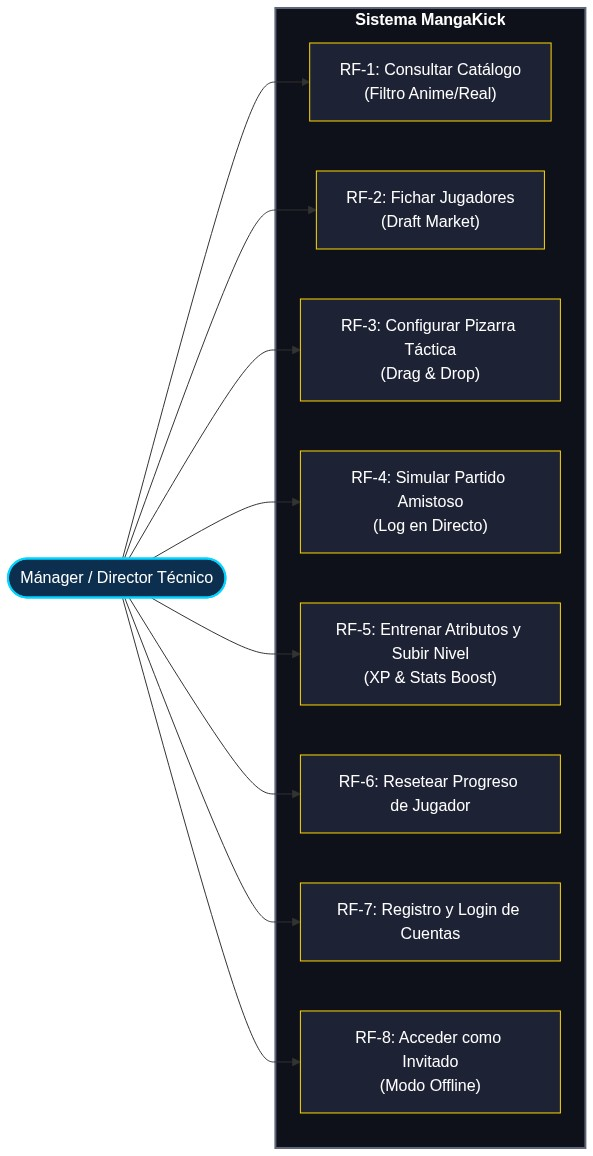 Sistema MangaKick
RF-1: Consultar Catálogo
(Filtro Anime/Real)
RF-2: Fichar Jugadores
(Draft Market)
RF-3: Configurar Pizarra
Táctica
(Drag & Drop)
RF-4: Simular Partido
Amistoso
(Log en Directo)
Mánager / Director Técnico
RF-5: Entrenar Atributos y
Subir Nivel
(XP & Stats Boost)
RF-6: Resetear Progreso
de Jugador
RF-7: Registro y Login de
Cuentas
RF-8: Acceder como
Invitado
(Modo Offline)